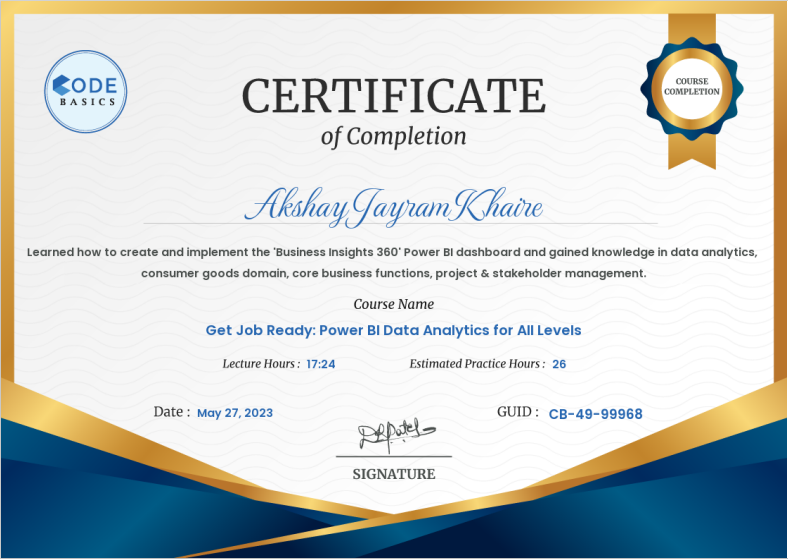 CODE
BASICS
CERTIFICATE
of Completion
COURSE
COMPLETION
Akshay Jayram Khaire
Learned how to create and implement the 'Business Insights 360' Power BI dashboard and gained knowledge in data analytics,
consumer goods domain, core business functions, project & stakeholder management.
Course Name
Get Job Ready: Power BI Data Analytics for All Levels
Lecture Hours : 17:24 Estimated Practice Hours : 26
Date : May 27, 2023 GUID : CB-49-99968
SIGNATURE